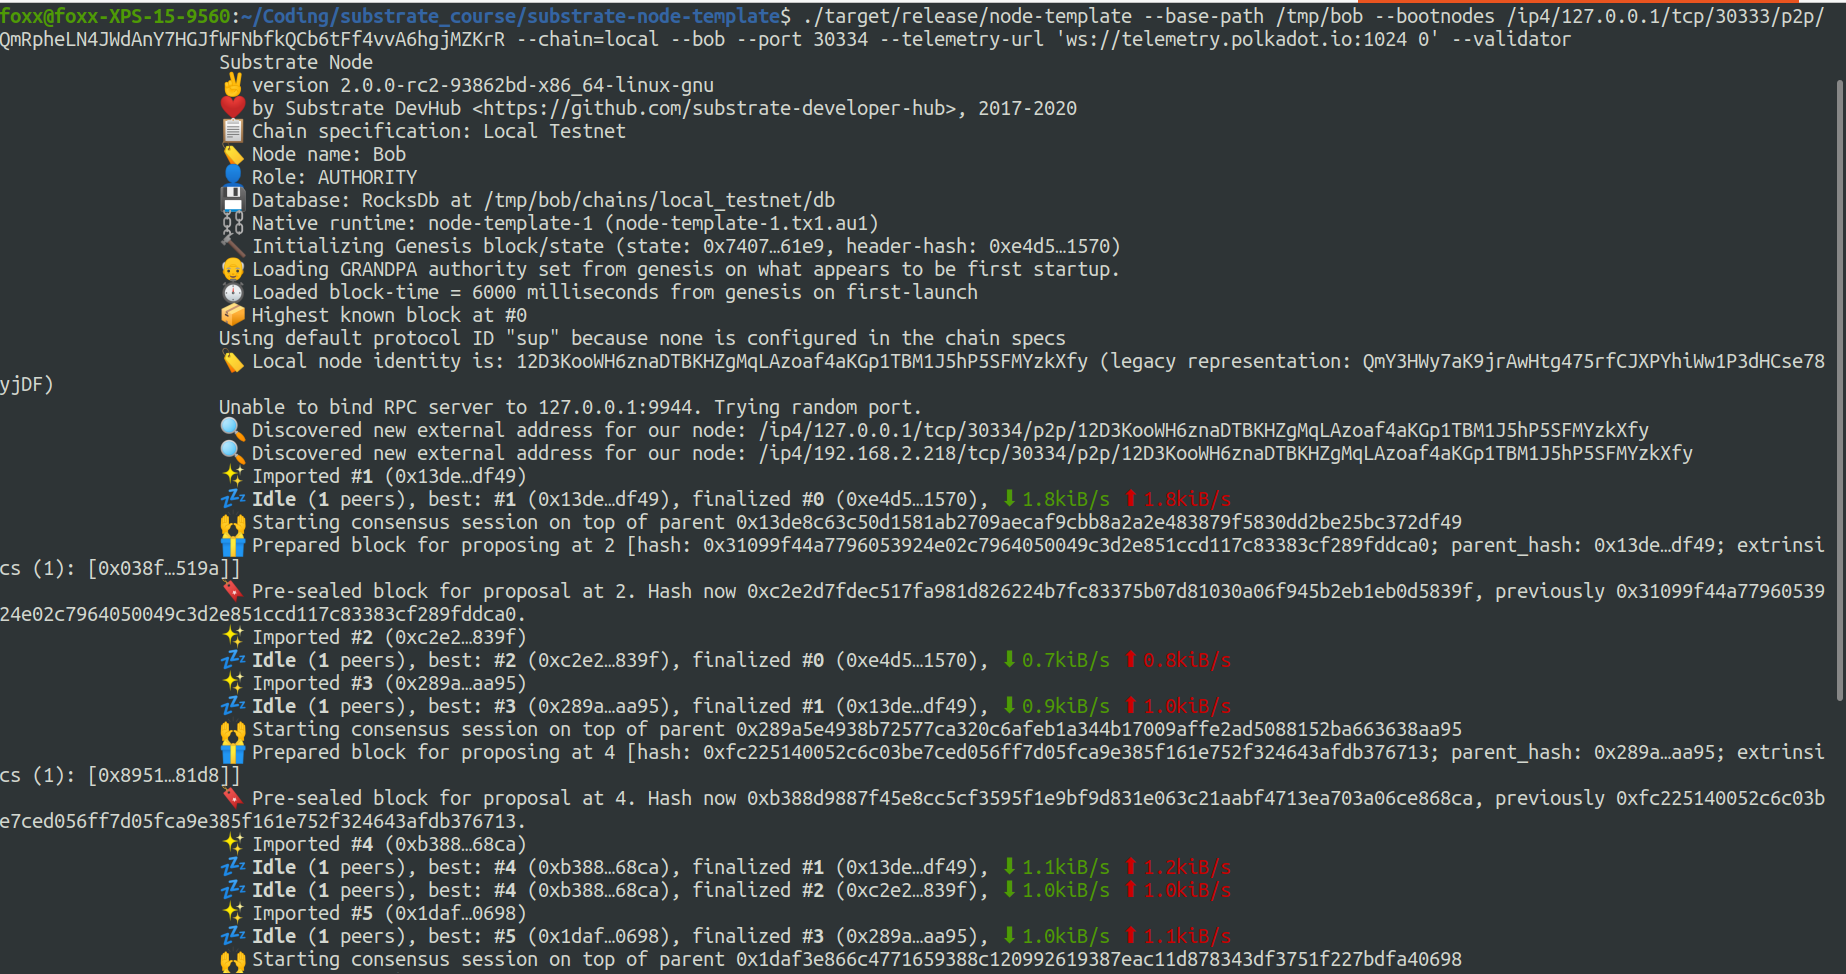 foxx@foxx-XPS-15-9560:~/Coding/substrate_course/substrate-node-template$ ./target/release/node-template --base-path /tmp/bob --bootnodes /ip4/127.0.0.1/tcp/30333/p2p/
QmRpheLN4JWdAnY7HGJfWFNbfkQCb6tFf4vvA6hgjMZKrR --chain=local --bob --port 30334 --telemetry-url 'ws://telemetry.polkadot.io:1024 0' --validator
Substrate Node
✌️ version 2.0.0-rc2-93862bd-x86_64-linux-gnu
❤️ by Substrate DevHub <https://github.com/substrate-developer-hub>, 2017-2020
📋 Chain specification: Local Testnet
🏷 Node name: Bob
👤 Role: AUTHORITY
💾 Database: RocksDb at /tmp/bob/chains/local_testnet/db
⛓ Native runtime: node-template-1 (node-template-1.tx1.au1)
🔨 Initializing Genesis block/state (state: 0x7407…61e9, header-hash: 0xe4d5…1570)
👴 Loading GRANDPA authority set from genesis on what appears to be first startup.
⏱ Loaded block-time = 6000 milliseconds from genesis on first-launch
📦 Highest known block at #0
Using default protocol ID "sup" because none is configured in the chain specs
🏷 Local node identity is: 12D3KooWH6znaDTBKHZgMqLAzoaf4aKGp1TBM1J5hP5SFMYzkXfy (legacy representation: QmY3HWy7aK9jrAwHtg475rfCJXPYhiWw1P3dHCse78
yjDF)
Unable to bind RPC server to 127.0.0.1:9944. Trying random port.
🔍 Discovered new external address for our node: /ip4/127.0.0.1/tcp/30334/p2p/12D3KooWH6znaDTBKHZgMqLAzoaf4aKGp1TBM1J5hP5SFMYzkXfy
🔍 Discovered new external address for our node: /ip4/192.168.2.218/tcp/30334/p2p/12D3KooWH6znaDTBKHZgMqLAzoaf4aKGp1TBM1J5hP5SFMYzkXfy
✨ Imported #1 (0x13de…df49)
💤 Idle (1 peers), best: #1 (0x13de…df49), finalized #0 (0xe4d5…1570), ⬇ 1.8kiB/s ⬆ 1.8kiB/s
🙌 Starting consensus session on top of parent 0x13de8c63c50d1581ab2709aecaf9cbb8a2a2e483879f5830dd2be25bc372df49
🎁 Prepared block for proposing at 2 [hash: 0x31099f44a7796053924e02c7964050049c3d2e851ccd117c83383cf289fddca0; parent_hash: 0x13de…df49; extrinsi
cs (1): [0x038f…519a]]
🔖 Pre-sealed block for proposal at 2. Hash now 0xc2e2d7fdec517fa981d826224b7fc83375b07d81030a06f945b2eb1eb0d5839f, previously 0x31099f44a77960539
24e02c7964050049c3d2e851ccd117c83383cf289fddca0.
✨ Imported #2 (0xc2e2…839f)
💤 Idle (1 peers), best: #2 (0xc2e2…839f), finalized #0 (0xe4d5…1570), ⬇ 0.7kiB/s ⬆ 0.8kiB/s
✨ Imported #3 (0x289a…aa95)
💤 Idle (1 peers), best: #3 (0x289a…aa95), finalized #1 (0x13de…df49), ⬇ 0.9kiB/s ⬆ 1.0kiB/s
🙌 Starting consensus session on top of parent 0x289a5e4938b72577ca320c6afeb1a344b17009affe2ad5088152ba663638aa95
🎁 Prepared block for proposing at 4 [hash: 0xfc225140052c6c03be7ced056ff7d05fca9e385f161e752f324643afdb376713; parent_hash: 0x289a…aa95; extrinsi
cs (1): [0x8951…81d8]]
🔖 Pre-sealed block for proposal at 4. Hash now 0xb388d9887f45e8cc5cf3595f1e9bf9d831e063c21aabf4713ea703a06ce868ca, previously 0xfc225140052c6c03b
e7ced056ff7d05fca9e385f161e752f324643afdb376713.
✨ Imported #4 (0xb388…68ca)
💤 Idle (1 peers), best: #4 (0xb388…68ca), finalized #1 (0x13de…df49), ⬇ 1.1kiB/s ⬆ 1.2kiB/s
💤 Idle (1 peers), best: #4 (0xb388…68ca), finalized #2 (0xc2e2…839f), ⬇ 1.0kiB/s ⬆ 1.0kiB/s
✨ Imported #5 (0x1daf…0698)
💤 Idle (1 peers), best: #5 (0x1daf…0698), finalized #3 (0x289a…aa95), ⬇ 1.0kiB/s ⬆ 1.1kiB/s
🙌 Starting consensus session on top of parent 0x1daf3e866c4771659388c120992619387eac11d878343df3751f227bdfa40698